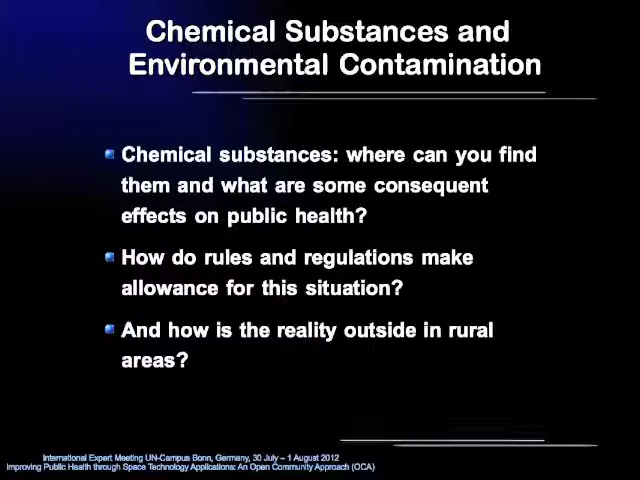 Chemical Substances and
Environmental Contamination
Chemical substances: where can you find
them and what are some consequent
effects on public health?
How do rules and regulations make
allowance for this situation?
And how is the reality outside in rural
areas?
International Expert Meeting UN-Campus Bonn, Germany, 30 July – 1 August 2012
Improving Public Health through Space Technology Applications: An Open Community Approach (OCA)